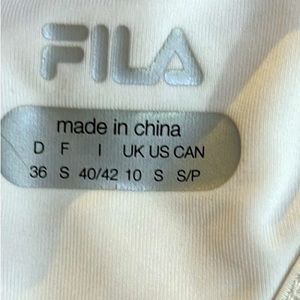 FILA
made in china
D F I UK US CAN
36 S 40/42 10 S S/P